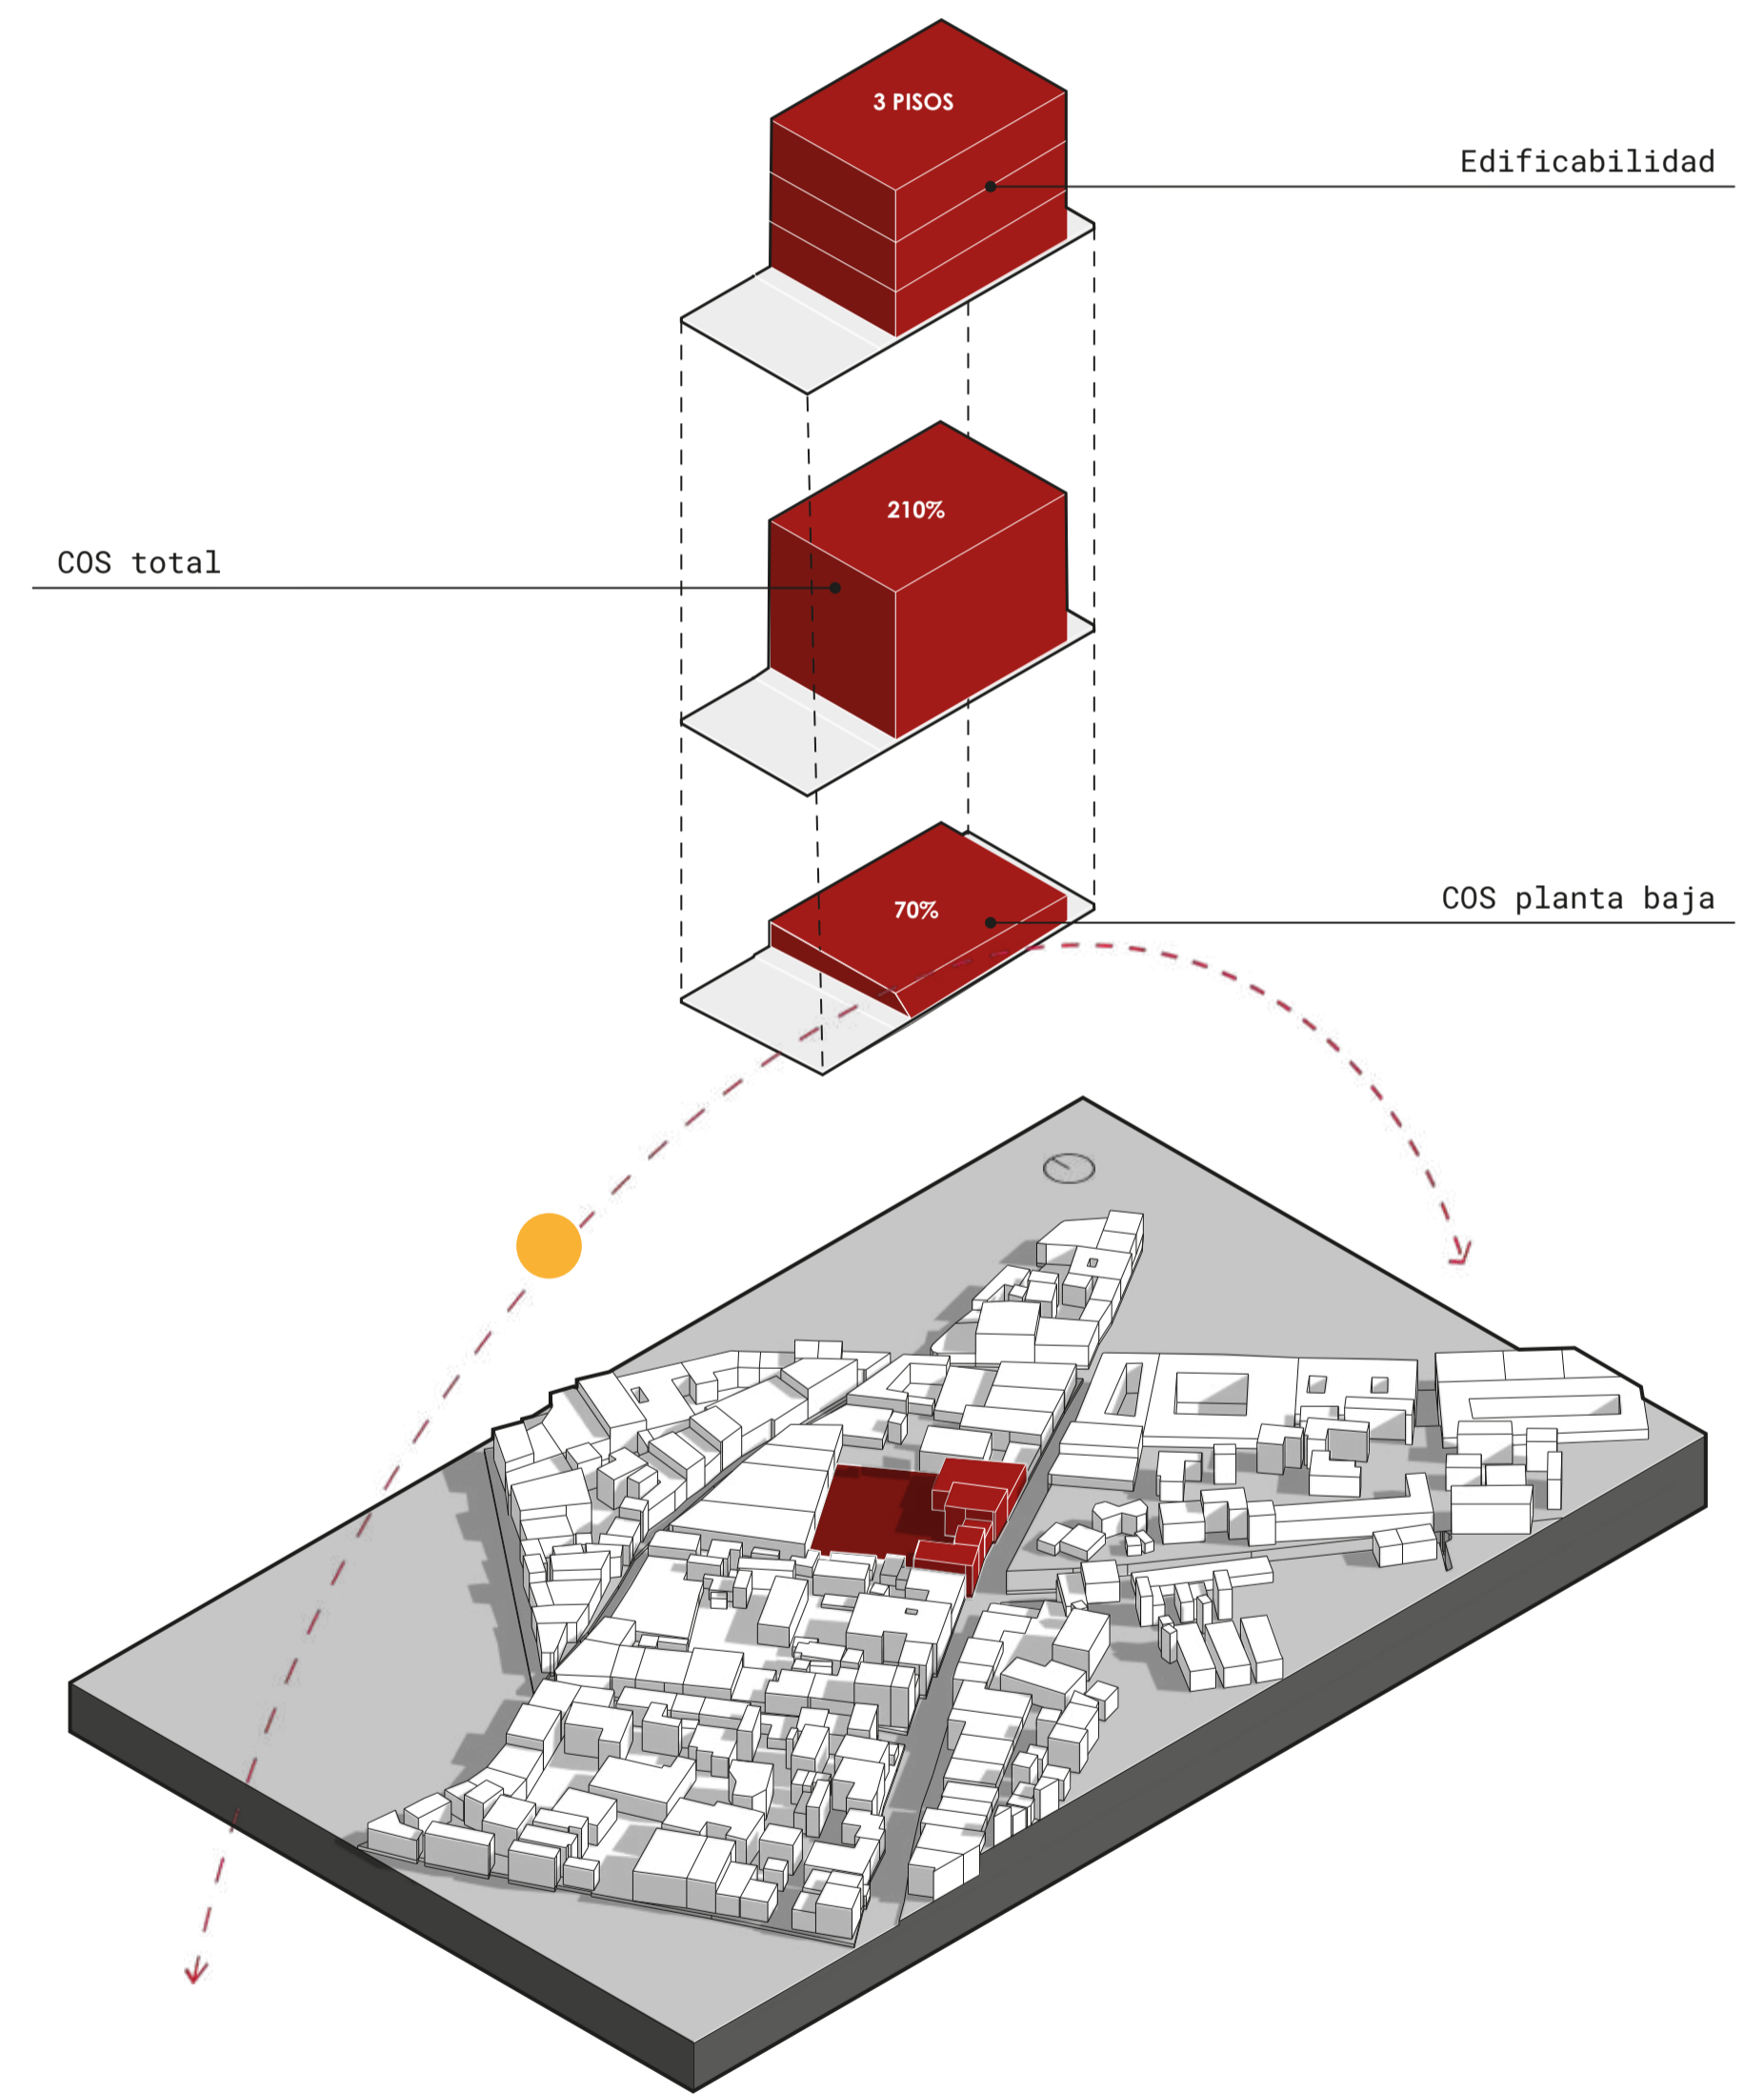 3 PISOS
Edificabilidad
210%
COS total
70%
COS planta baja